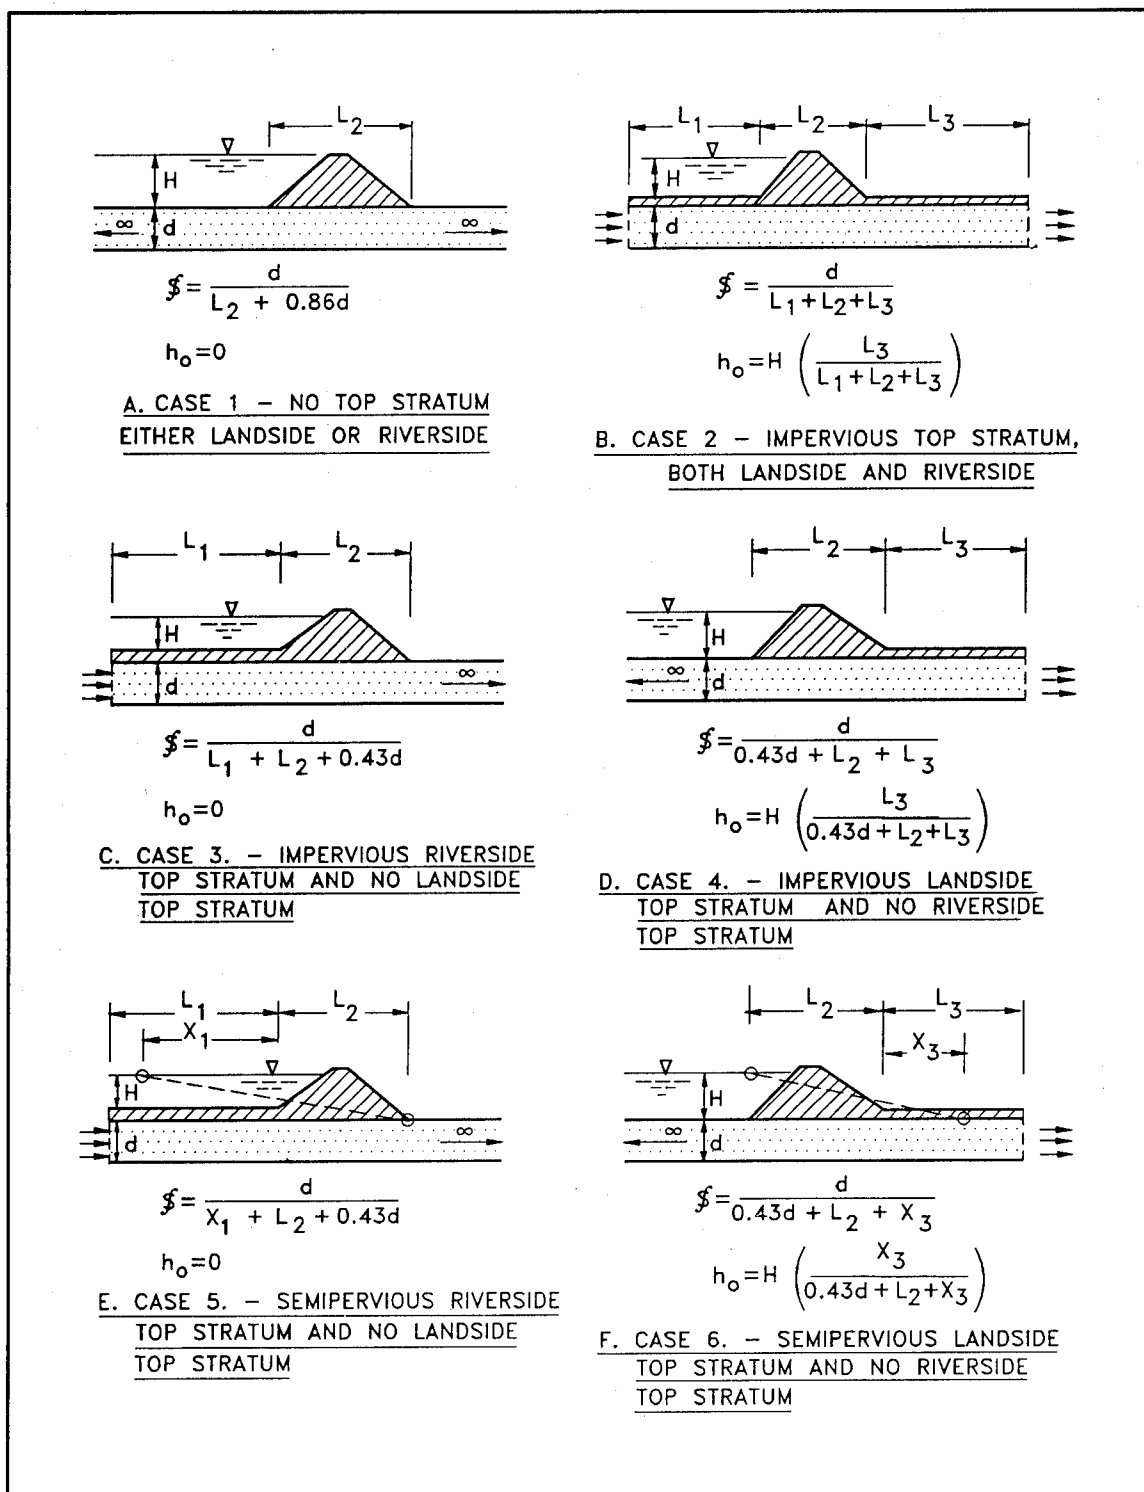 L2
H
∞ d ∞
$ = d / (L2 + 0.86d)
ho=0
A. CASE 1 – NO TOP STRATUM
EITHER LANDSIDE OR RIVERSIDE
L1 L2 L3
H
d
$ = d / (L1+L2+L3)
ho=H (L3 / (L1+L2+L3))
B. CASE 2 – IMPERVIOUS TOP STRATUM,
BOTH LANDSIDE AND RIVERSIDE
L1 L2
H
d ∞
$ = d / (L1 + L2 + 0.43d)
ho=0
C. CASE 3. – IMPERVIOUS RIVERSIDE
TOP STRATUM AND NO LANDSIDE
TOP STRATUM
L2 L3
H
∞ d
$ = d / (0.43d + L2 + L3)
ho=H (L3 / (0.43d+L2+L3))
D. CASE 4. – IMPERVIOUS LANDSIDE
TOP STRATUM AND NO RIVERSIDE
TOP STRATUM
L1 L2
X1
H
d ∞
$ = d / (X1 + L2 + 0.43d)
ho=0
E. CASE 5. – SEMIPERVIOUS RIVERSIDE
TOP STRATUM AND NO LANDSIDE
TOP STRATUM
L2 L3
X3
H
∞ d
$ = d / (0.43d + L2 + X3)
ho=H (X3 / (0.43d+L2+X3))
F. CASE 6. – SEMIPERVIOUS LANDSIDE
TOP STRATUM AND NO RIVERSIDE
TOP STRATUM